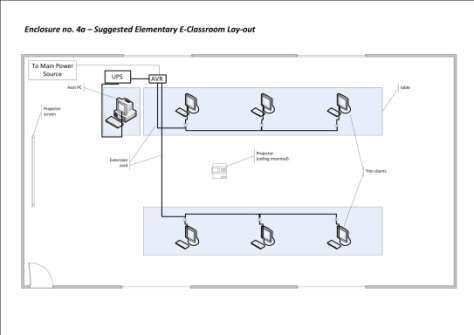 Enclosure no. 4a – Suggested Elementary E-Classroom Lay-out
To Main Power
Source
UPS
AVR
Host PC
table
Projector
screen
Extension
cord
Projector
(ceiling mounted)
Thin clients